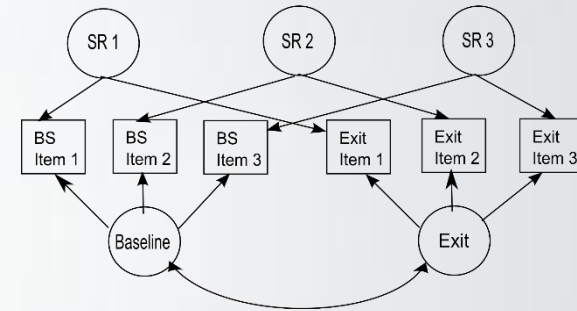 SR 1
SR 2
SR 3
BS
Item 1
BS
Item 2
BS
Item 3
Exit
Item 1
Exit
Item 2
Exit
Item 3
Baseline
Exit